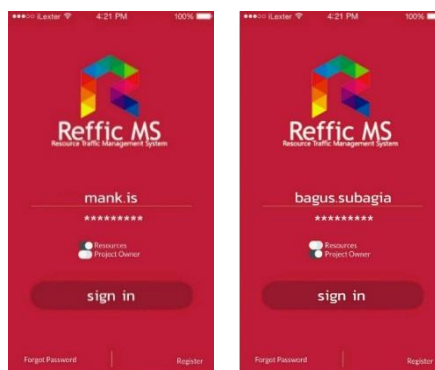 iLexter 4:21 PM 100%
Reffic MS
Resource Traffic Management System
mank.is
*********
Resources
Project Owner
sign in
Forgot Password Register
iLexter 4:21 PM 100%
Reffic MS
Resource Traffic Management System
bagus.subagia
*********
Resources
Project Owner
sign in
Forgot Password Register